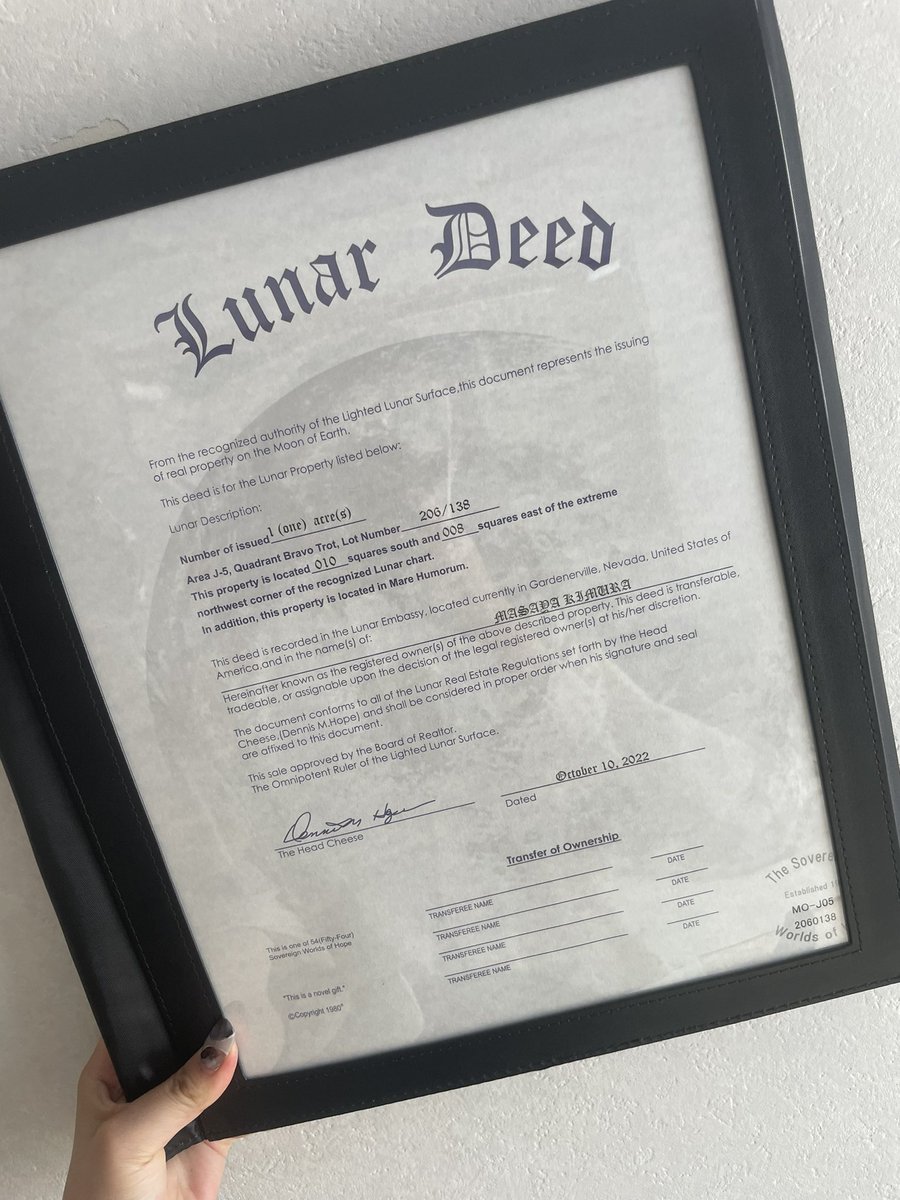 Lunar Deed
From the recognized authority of the Lighted Lunar Surface,this document represents the issuing
of real property on the Moon of Earth.
This deed is for the Lunar Property listed below:
Lunar Description:
Number of issued 1 (one) acre(s)
Area J-5, Quadrant Bravo Trot, Lot Number 206/138
This property is located 010 squares south and 008 squares east of the extreme
northwest corner of the recognized Lunar chart.
In addition, this property is located in Mare Humorum.
This deed is recorded in the Lunar Embassy, located currently in Gardenerville, Nevada, United States of
America,and in the name(s) of: MASAYA KIMURA
Hereinafter known as the registered owner(s) of the above described property. This deed is transferable,
tradeable, or assignable upon the decision of the legal registered owner(s) at his/her discretion.
The document conforms to all of the Lunar Real Estate Regulations set forth by the Head
Cheese,(Dennis M.Hope) and shall be considered in proper order when his signature and seal
are affixed to this document.
This sale approved by the Board of Realtor.
The Omnipotent Ruler of the Lighted Lunar Surface.
October 10, 2022
Dated
The Head Cheese
Transfer of Ownership
DATE
TRANSFEREE NAME
DATE
TRANSFEREE NAME
DATE
TRANSFEREE NAME
DATE
TRANSFEREE NAME
This is one of 54(Fifty-Four)
Sovereign Worlds of Hope
"This is a novel gift."
©Copyright 1980"
The Sovere
Established
MO-J05
2060138
Worlds of